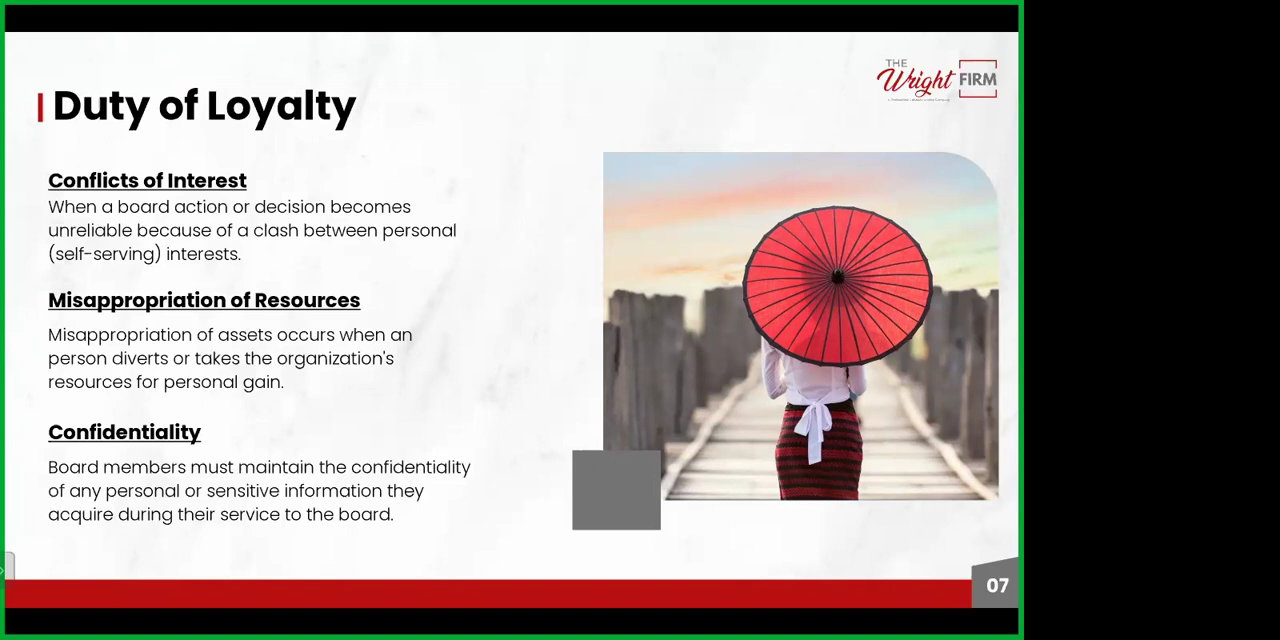 THE
Wright FIRM
Duty of Loyalty
Conflicts of Interest
When a board action or decision becomes
unreliable because of a clash between personal
(self-serving) interests.
Misappropriation of Resources
Misappropriation of assets occurs when an
person diverts or takes the organization's
resources for personal gain.
Confidentiality
Board members must maintain the confidentiality
of any personal or sensitive information they
acquire during their service to the board.
07